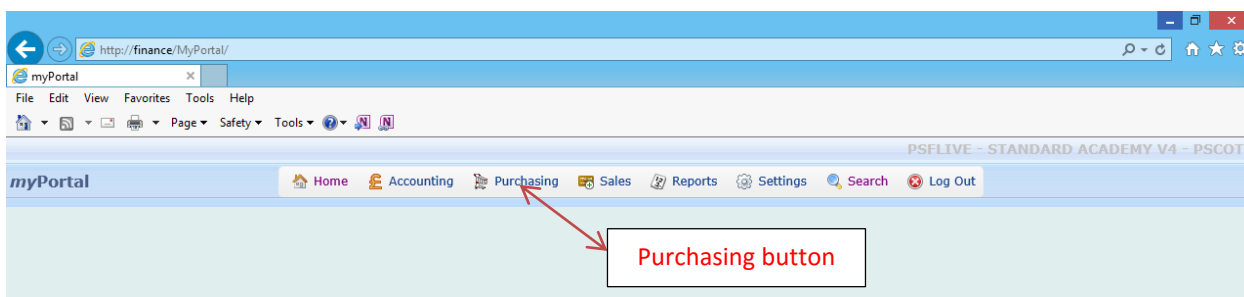 http://finance/MyPortal/
myPortal
File Edit View Favorites Tools Help
Page Safety Tools
PSFLIVE - STANDARD ACADEMY V4 - PSCOT
myPortal Home Accounting Purchasing Sales Reports Settings Search Log Out
Purchasing button